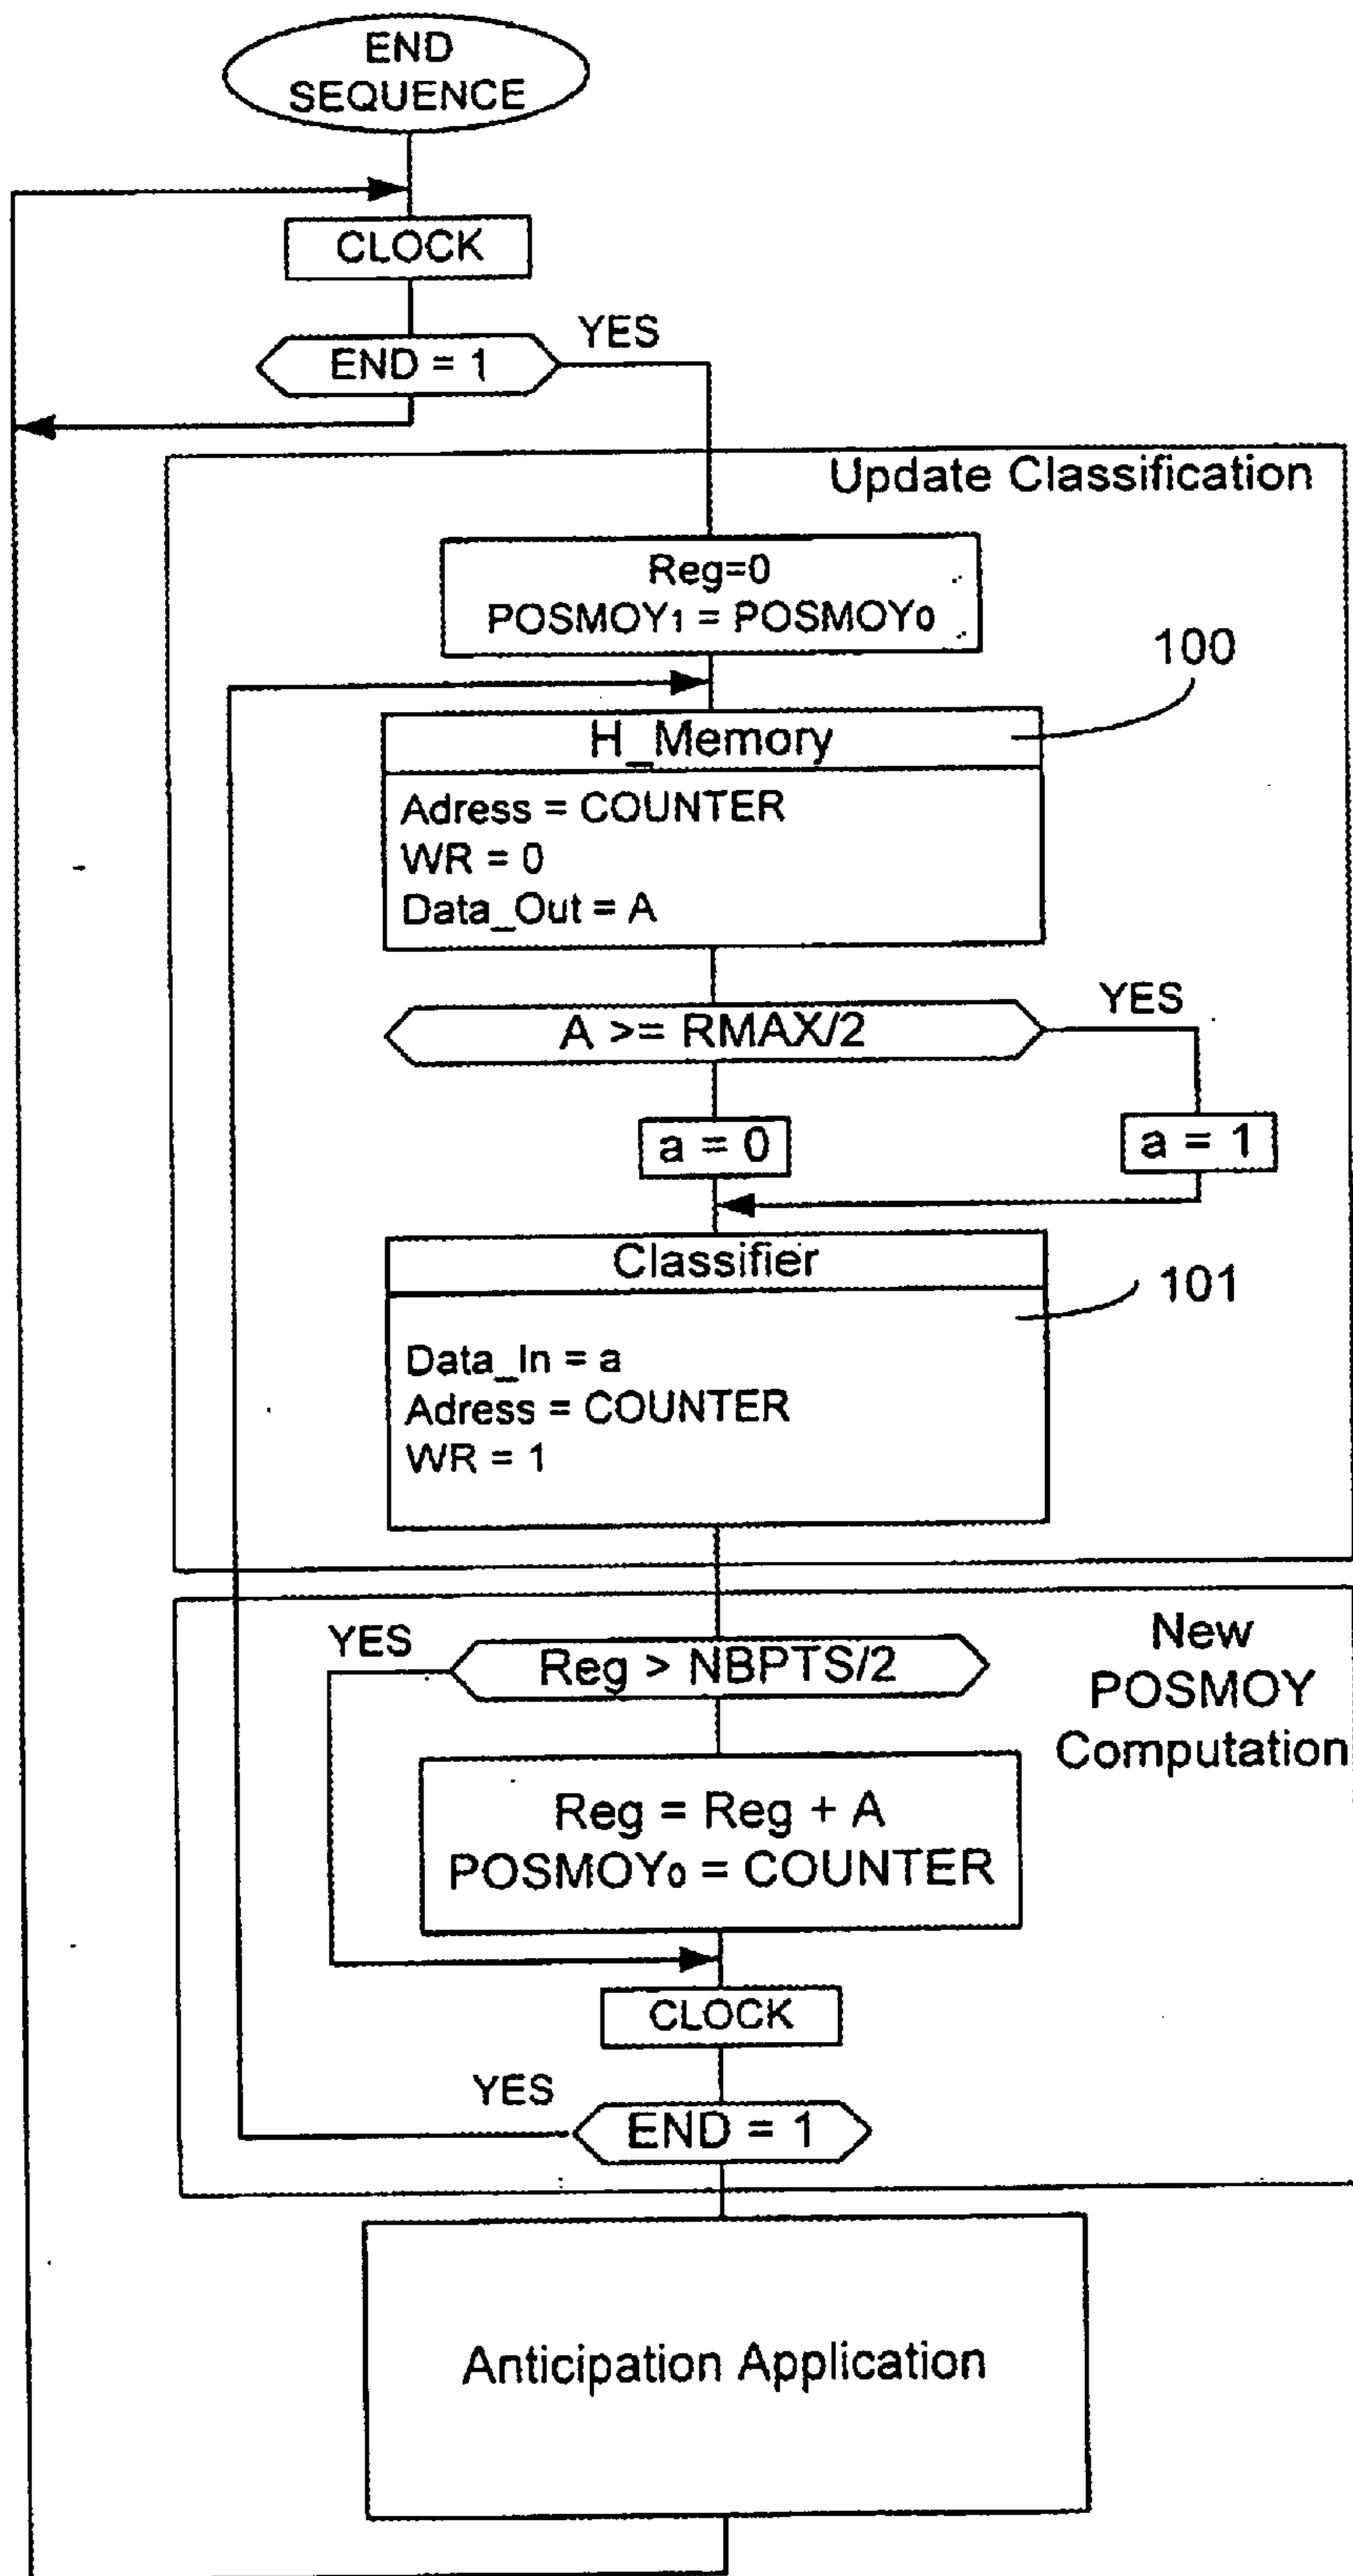 END
SEQUENCE
CLOCK
END = 1
YES
Update Classification
Reg=0
POSMOY1 = POSMOY0
100
H_Memory
Adress = COUNTER
WR = 0
Data_Out = A
A >= RMAX/2
YES
a = 0
a = 1
Classifier
101
Data_In = a
Adress = COUNTER
WR = 1
YES
Reg > NBPTS/2
New
POSMOY
Computation
Reg = Reg + A
POSMOY0 = COUNTER
CLOCK
YES
END = 1
Anticipation Application